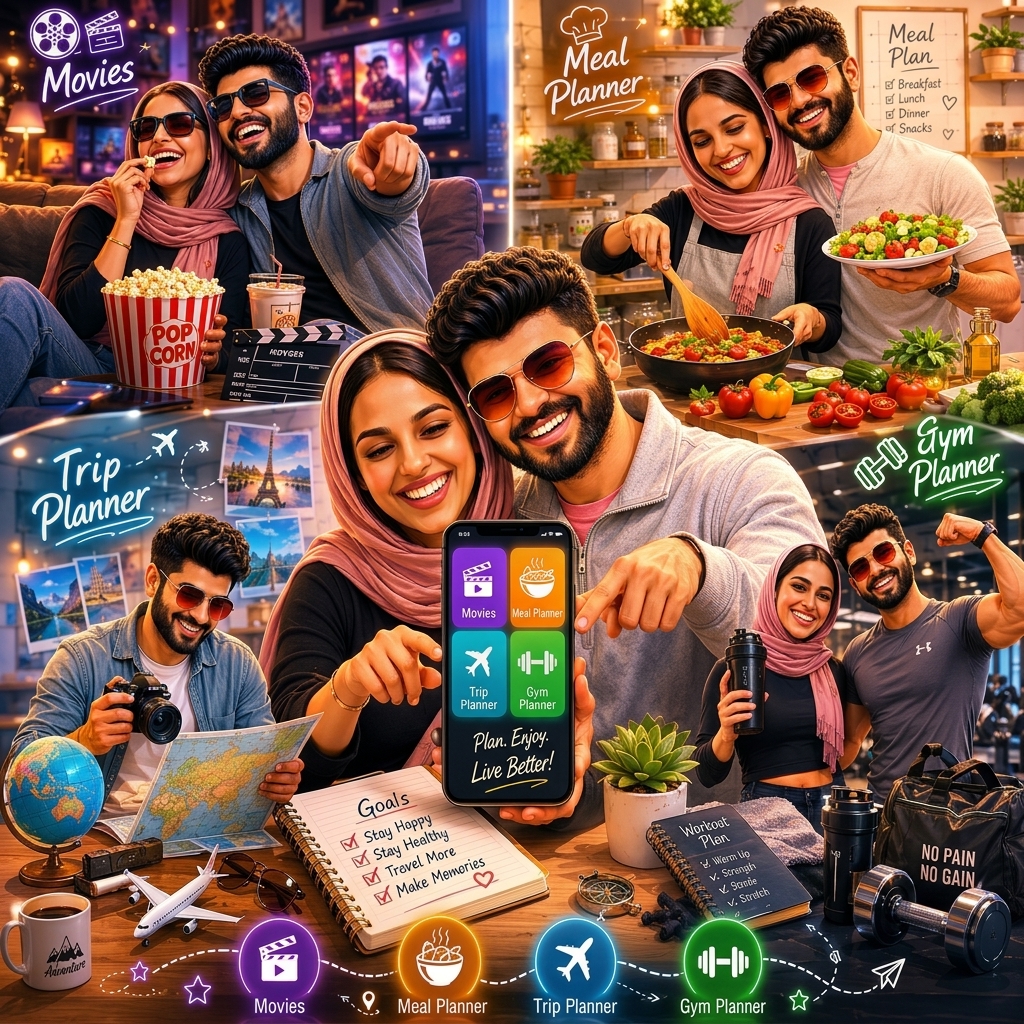 Movies
Meal
Planner
Meal
Plan
Breakfast
Lunch
Dinner
Snacks
POP
CORN
Trip
Planner
Gym
Planner
Movies
Meal Planner
Trip
Planner
Gym
Planner
Plan. Enjoy.
Live Better!
Goals
Stay Happy
Stay Healthy
Travel More
Make Memories
Workout
Plan
Warm Up
Strength
Stretch
NO PAIN
NO GAIN
Adventure
Movies
Meal Planner
Trip Planner
Gym Planner